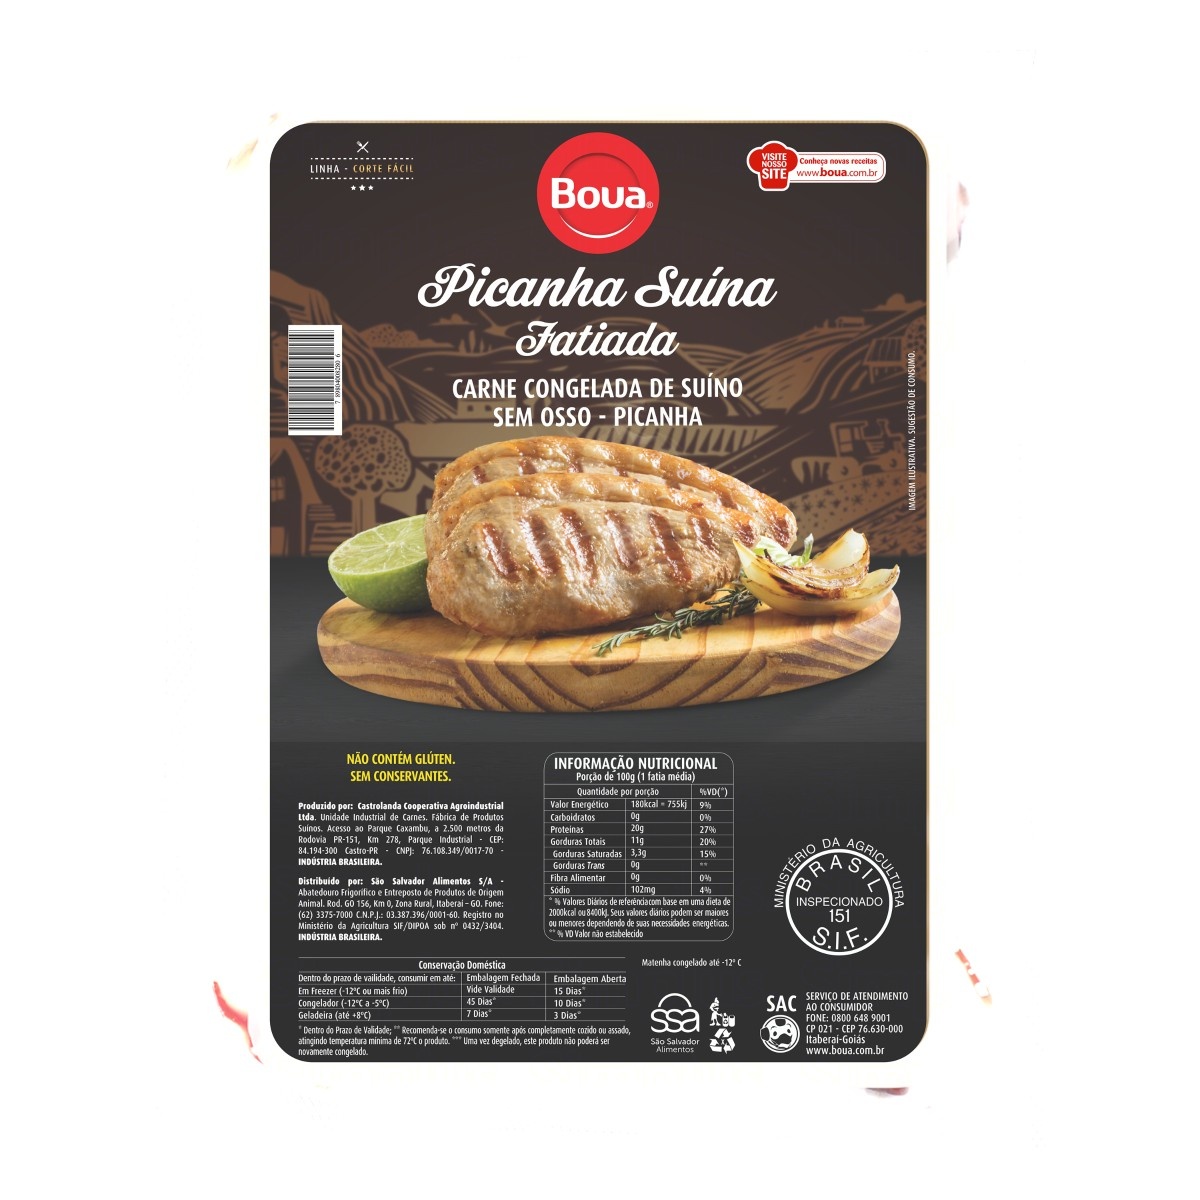 LINHA - CORTE FÁCIL
Boua®
VISITE
NOSSO
SITE
Conheça novas receitas
www.boua.com.br
Picanha Suína
Fatiada
CARNE CONGELADA DE SUÍNO
SEM OSSO - PICANHA
IMAGEM ILUSTRATIVA. SUGESTÃO DE CONSUMO.
NÃO CONTÉM GLÚTEN.
SEM CONSERVANTES.
Produzido por: Castrolanda Cooperativa Agroindustrial
Ltda. Unidade Industrial de Carnes. Fábrica de Produtos
Suínos. Acesso ao Parque Caxambu, a 2.500 metros da
Rodovia PR-151, Km 278, Parque Industrial - CEP:
84.194-300 Castro-PR - CNPJ: 76.108.349/0017-70 -
INDÚSTRIA BRASILEIRA.
Distribuído por: São Salvador Alimentos S/A -
Abatedouro Frigorífico e Entreposto de Produtos de Origem
Animal. Rod. GO 156, Km 0, Zona Rural, Itaberaí - GO. Fone:
(62) 3375-7000 C.N.P.J.: 03.387.396/0001-60. Registro no
Ministério da Agricultura SIF/DIPOA sob nº 0432/3404.
INDÚSTRIA BRASILEIRA.
INFORMAÇÃO NUTRICIONAL
Porção de 100g (1 fatia média)
Quantidade por porção %VD(*)
Valor Energético 180kcal = 755kj 9%
Carboidratos 0g 0%
Proteínas 20g 27%
Gorduras Totais 11g 20%
Gorduras Saturadas 3,3g 15%
Gorduras Trans 0g **
Fibra Alimentar 0g 0%
Sódio 102mg 4%
* % Valores Diários de referênciacom base em uma dieta de
2000kcal ou 8400kJ. Seus valores diários podem ser maiores
ou menores dependendo de suas necessidades energéticas.
** % VD Valor não estabelecido
MINISTÉRIO DA AGRICULTURA
BRASIL
INSPECIONADO
151
S.I.F.
Conservação Doméstica
Dentro do prazo de vailidade, consumir em até: Embalagem Fechada Embalagem Aberta
Em Freezer (-12ºC ou mais frio) Vide Validade 15 Dias*
Congelador (-12ºC a -5ºC) 45 Dias* 10 Dias*
Geladeira (até +8ºC) 7 Dias* 3 Dias*
* Dentro do Prazo de Validade; ** Recomenda-se o consumo somente após completamente cozido ou assado,
atingindo temperatura mínima de 72ºC o produto. *** Uma vez degelado, este produto não poderá ser
novamente congelado.
Matenha congelado até -12º C
ssa
São Salvador
Alimentos
SAC
SERVIÇO DE ATENDIMENTO
AO CONSUMIDOR
FONE: 0800 648 9001
CP 021 - CEP 76.630-000
Itaberaí-Goiás
www.boua.com.br